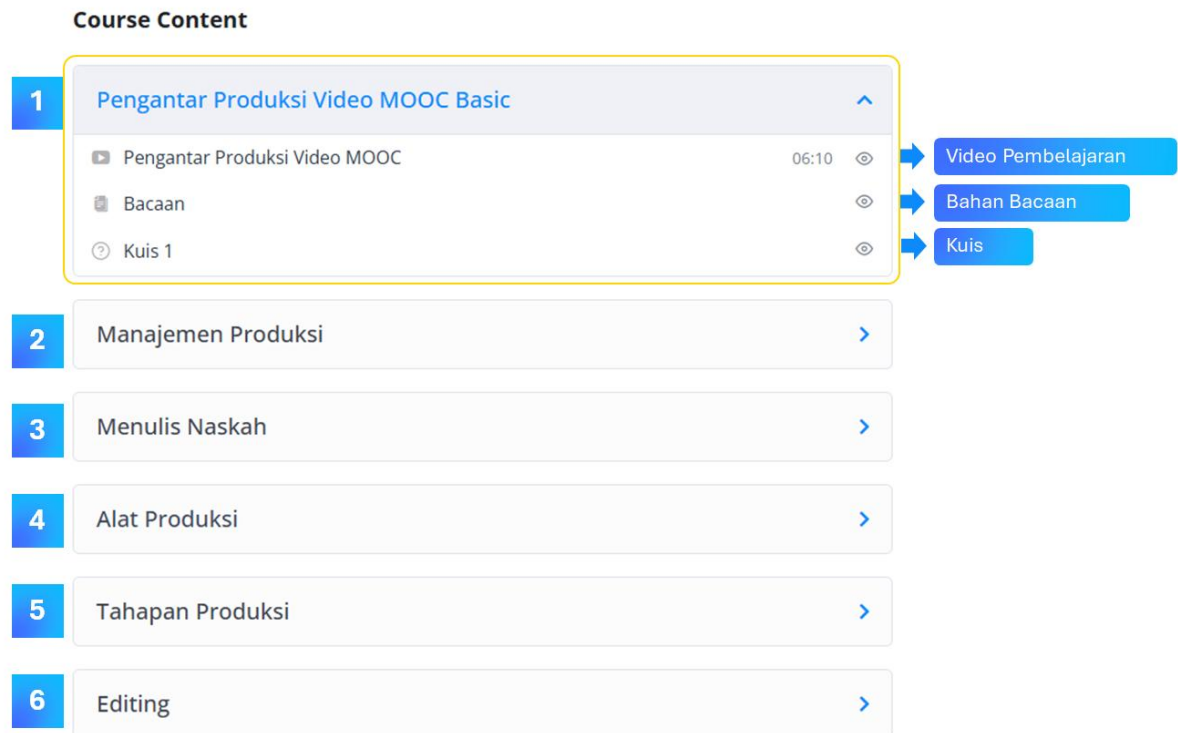 Course Content
1
Pengantar Produksi Video MOOC Basic
Pengantar Produksi Video MOOC 06:10 Video Pembelajaran
Bacaan Bahan Bacaan
Kuis 1 Kuis
2 Manajemen Produksi
3 Menulis Naskah
4 Alat Produksi
5 Tahapan Produksi
6 Editing